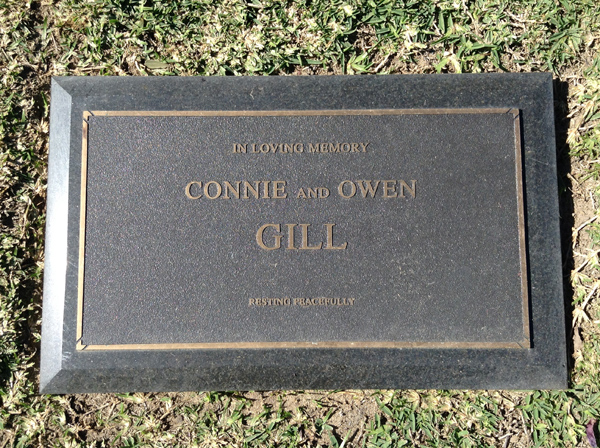 IN LOVING MEMORY
CONNIE AND OWEN
GILL
RESTING PEACEFULLY